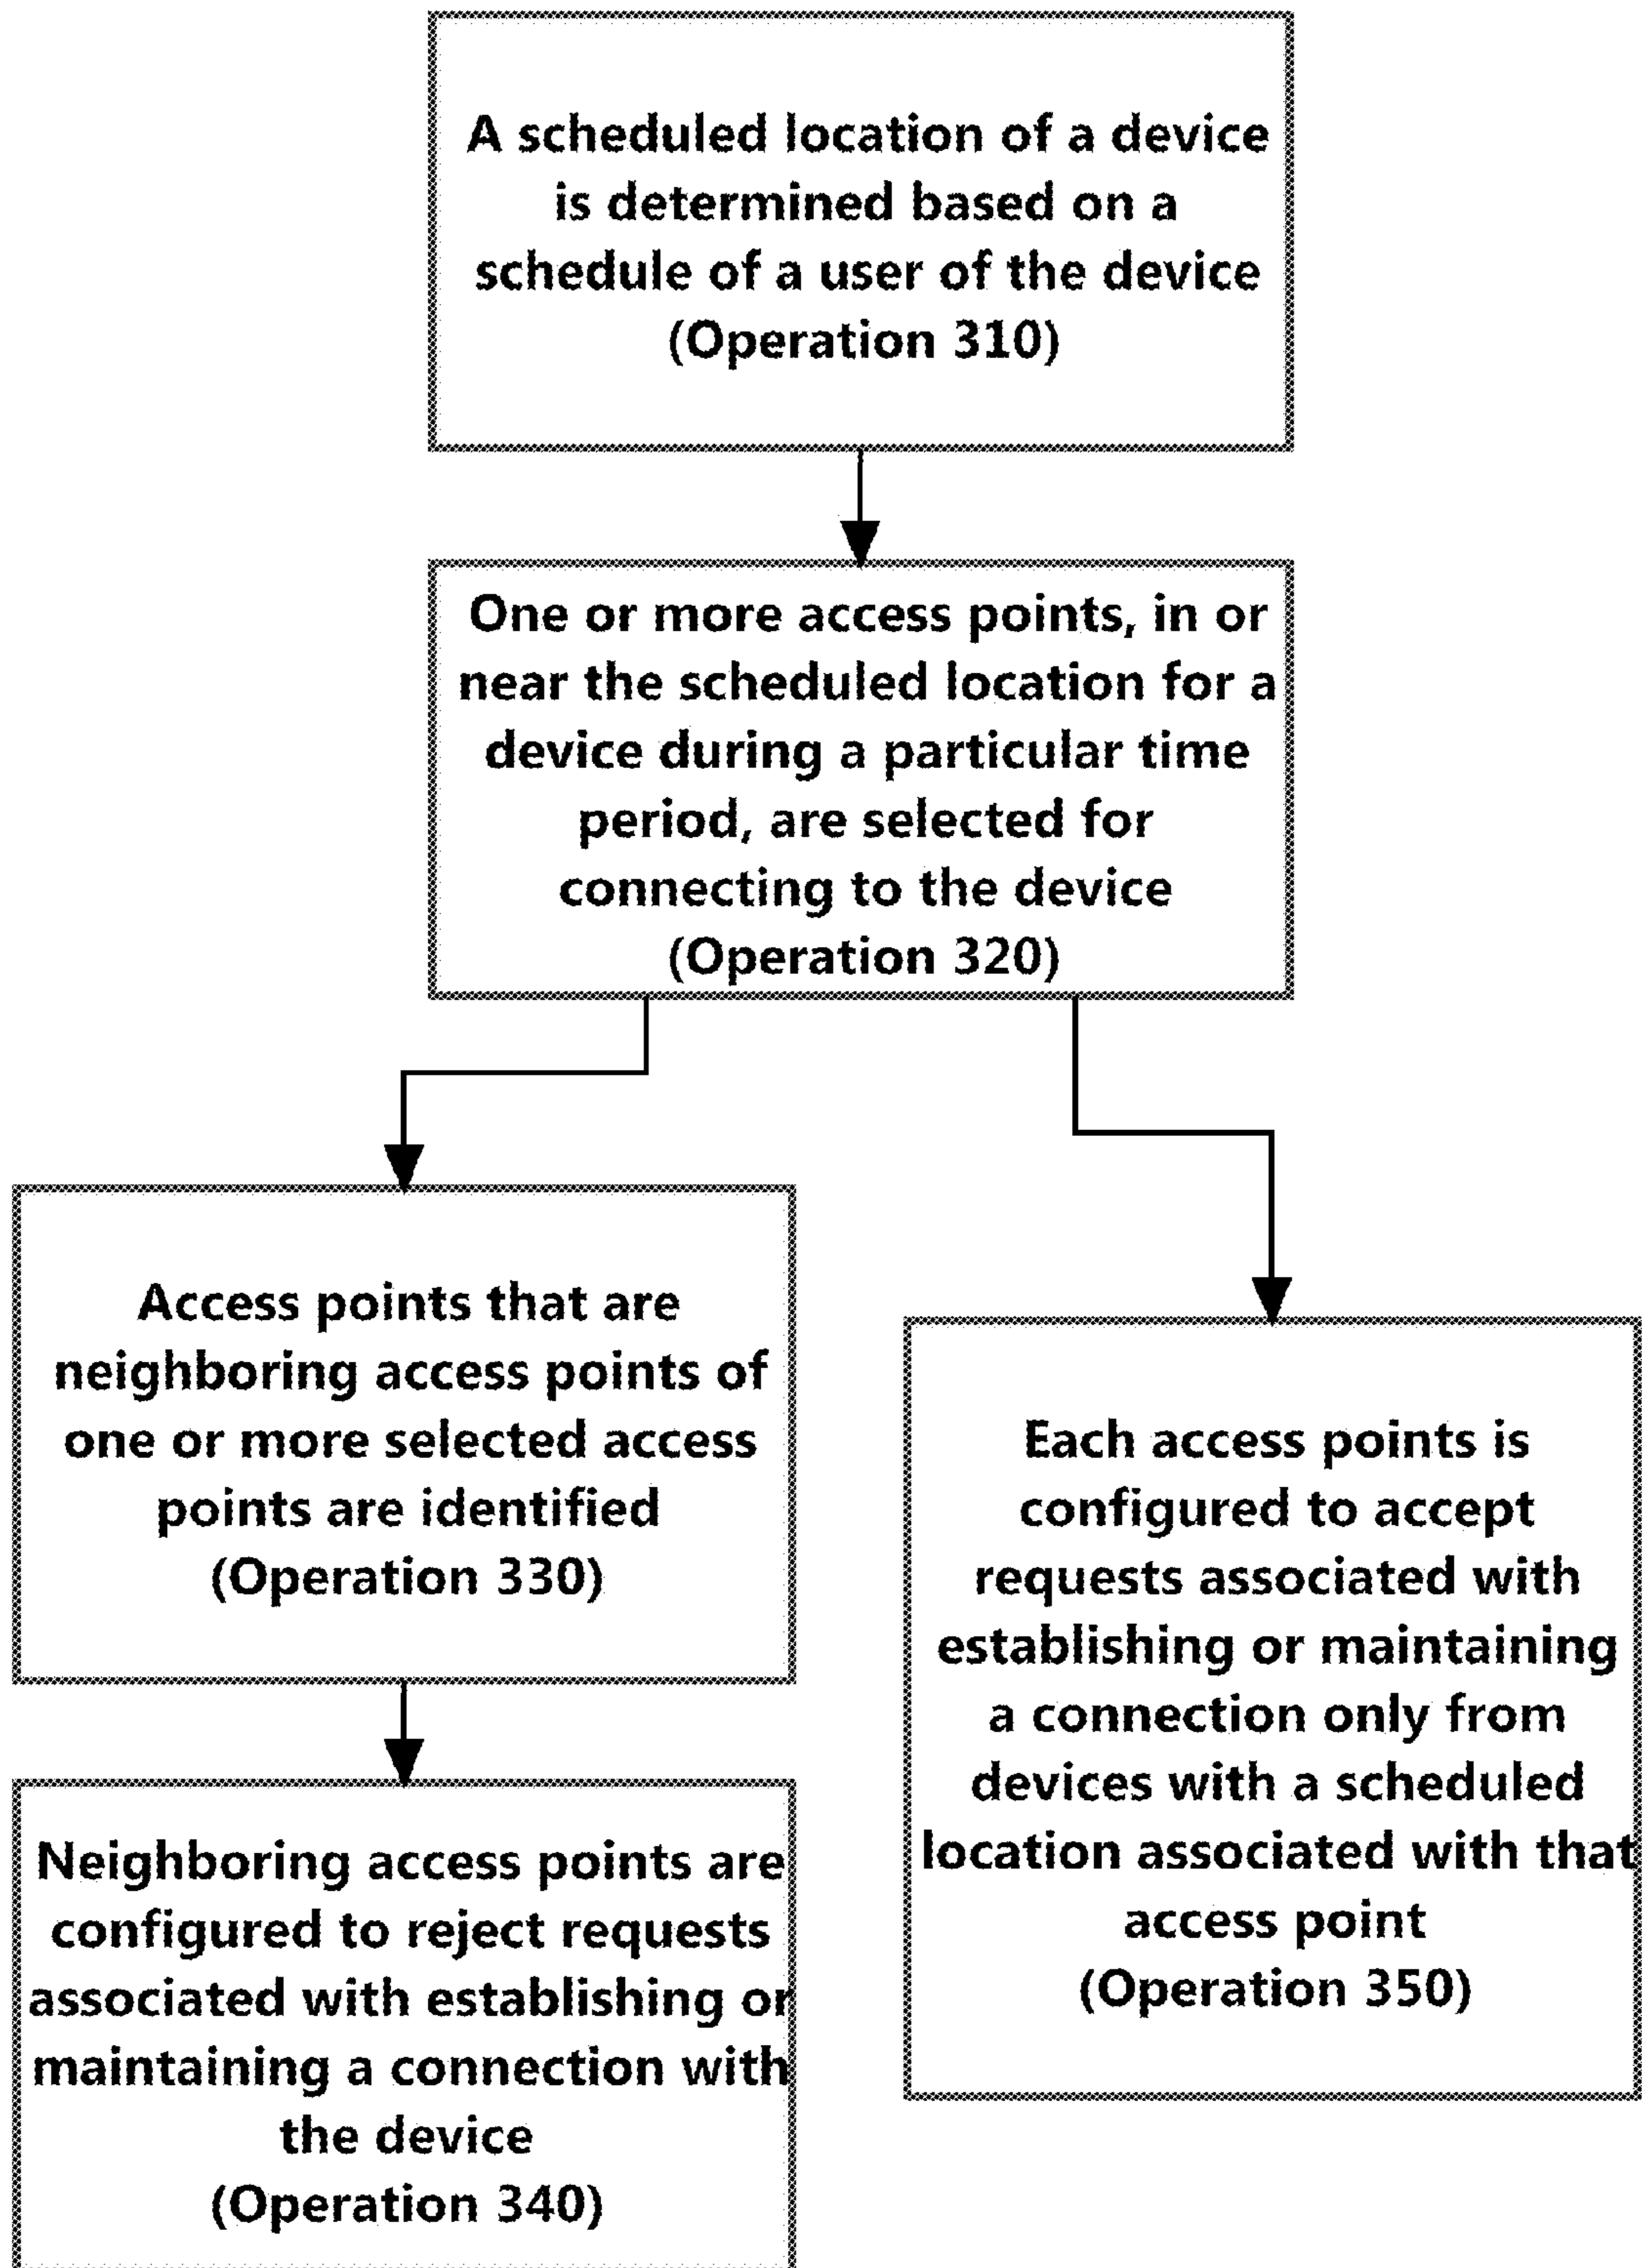 A scheduled location of a device
is determined based on a
schedule of a user of the device
(Operation 310)
One or more access points, in or
near the scheduled location for a
device during a particular time
period, are selected for
connecting to the device
(Operation 320)
Access points that are
neighboring access points of
one or more selected access
points are identified
(Operation 330)
Neighboring access points are
configured to reject requests
associated with establishing or
maintaining a connection with
the device
(Operation 340)
Each access points is
configured to accept
requests associated with
establishing or maintaining
a connection only from
devices with a scheduled
location associated with that
access point
(Operation 350)